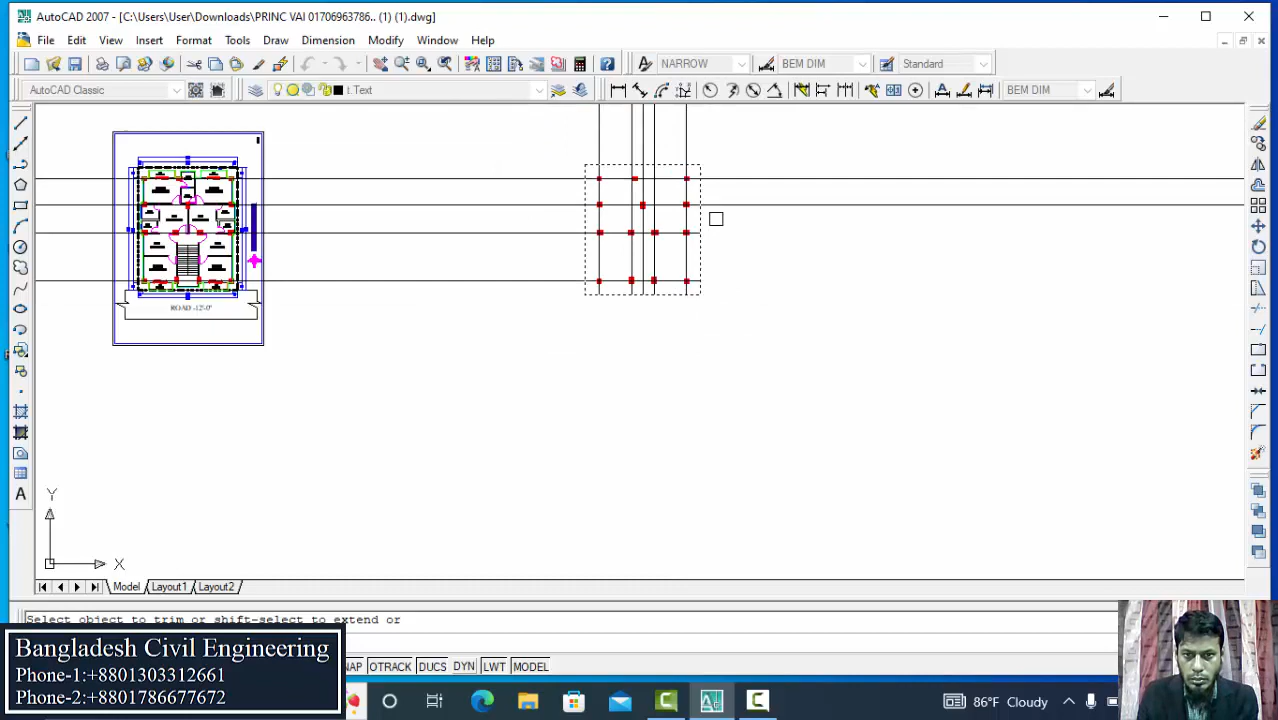 AutoCAD 2007 - [C:\Users\User\Downloads\PRINC VAI 01706963786.. (1) (1).dwg]
File Edit View Insert Format Tools Draw Dimension Modify Window Help
NARROW BEM DIM Standard
AutoCAD Classic t.Text BEM DIM
ROAD -12'-0"
Y
X
Model Layout1 Layout2
Select object to trim or shift-select to extend or
Bangladesh Civil Engineering
Phone-1:+8801303312661
Phone-2:+8801786677672
OTRACK DUCS DYN LWT MODEL
86°F Cloudy